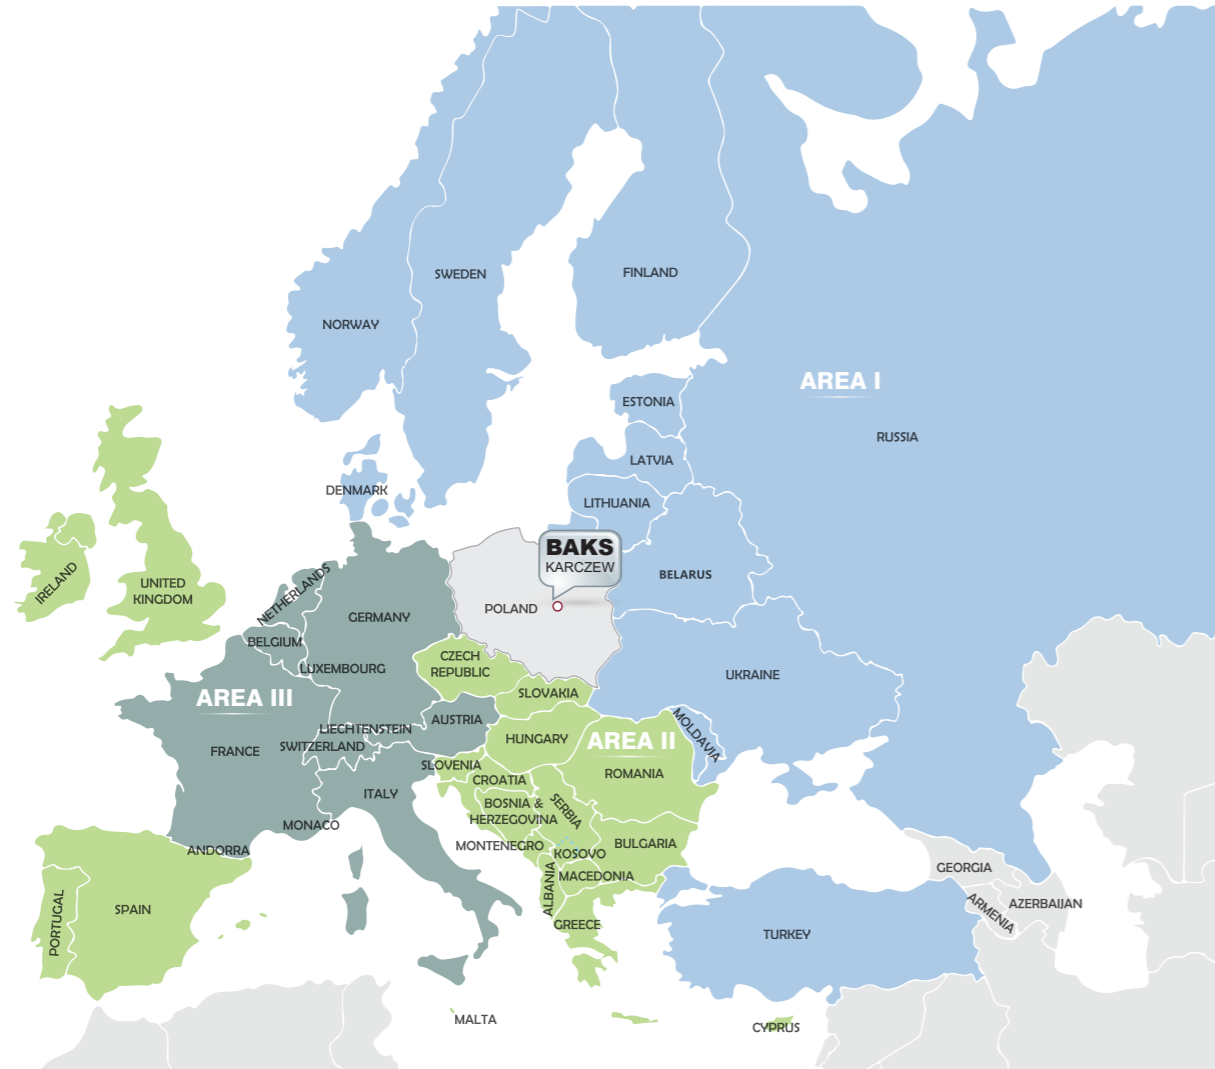 SWEDEN
FINLAND
NORWAY
AREA I
ESTONIA
RUSSIA
LATVIA
DENMARK
LITHUANIA
BAKS
KARCZEW
BELARUS
IRELAND
UNITED
KINGDOM
NETHERLANDS
POLAND
GERMANY
BELGIUM
CZECH
REPUBLIC
LUXEMBOURG
UKRAINE
SLOVAKIA
AREA III
AUSTRIA
LIECHTENSTEIN
MOLDAVIA
HUNGARY
AREA II
SWITZERLAND
FRANCE
SLOVENIA
ROMANIA
CROATIA
ITALY
BOSNIA &
HERZEGOVINA
SERBIA
MONACO
MONTENEGRO
BULGARIA
ANDORRA
KOSOVO
GEORGIA
MACEDONIA
ALBANIA
AZERBAIJAN
SPAIN
PORTUGAL
ARMENIA
GREECE
TURKEY
MALTA
CYPRUS